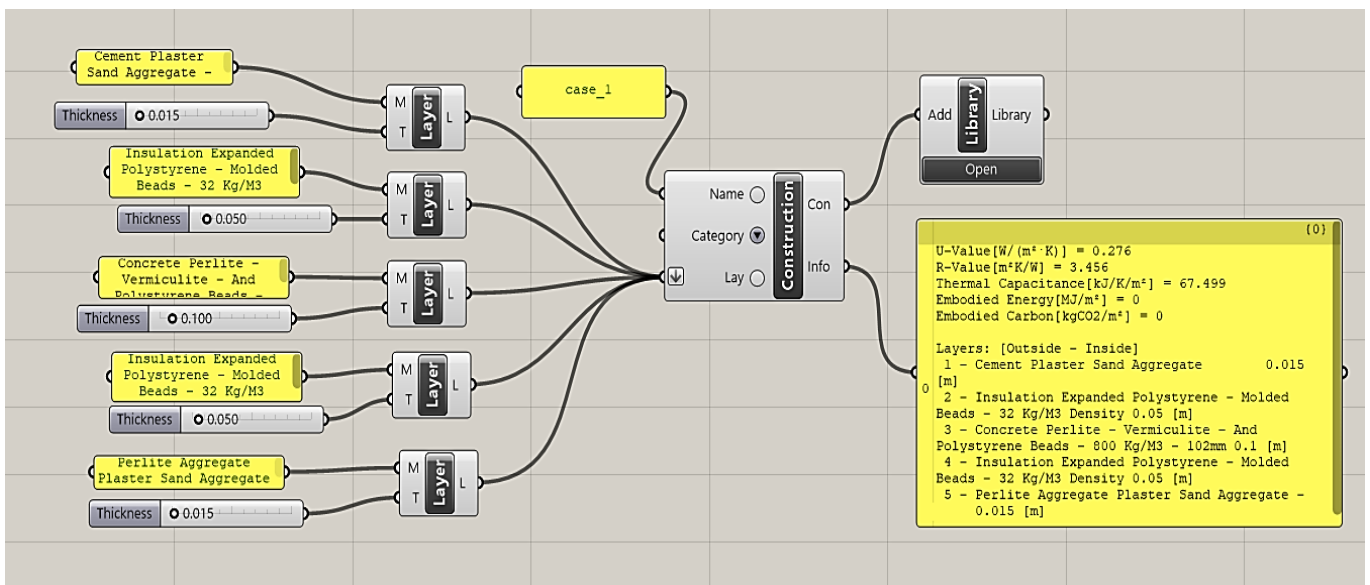 Cement Plaster
Sand Aggregate -
Thickness 0.015
M
T
Layer
L
Insulation Expanded
Polystyrene - Molded
Beads - 32 Kg/M3
Thickness 0.050
M
T
Layer
L
Concrete Perlite -
Vermiculite - And
Polystyrene Beads -
Thickness 0.100
M
T
Layer
L
Insulation Expanded
Polystyrene - Molded
Beads - 32 Kg/M3
Thickness 0.050
M
T
Layer
L
Perlite Aggregate
Plaster Sand Aggregate
Thickness 0.015
M
T
Layer
L
case_1
Name
Category
Lay
Construction
Con
Info
Add
Library
Library
Open
{0}
0
U-Value[W/(m²·K)] = 0.276
R-Value[m²K/W] = 3.456
Thermal Capacitance[kJ/K/m²] = 67.499
Embodied Energy[MJ/m²] = 0
Embodied Carbon[kgCO2/m²] = 0
Layers: [Outside - Inside]
1 - Cement Plaster Sand Aggregate 0.015
[m]
2 - Insulation Expanded Polystyrene - Molded
Beads - 32 Kg/M3 Density 0.05 [m]
3 - Concrete Perlite - Vermiculite - And
Polystyrene Beads - 800 Kg/M3 - 102mm 0.1 [m]
4 - Insulation Expanded Polystyrene - Molded
Beads - 32 Kg/M3 Density 0.05 [m]
5 - Perlite Aggregate Plaster Sand Aggregate -
0.015 [m]